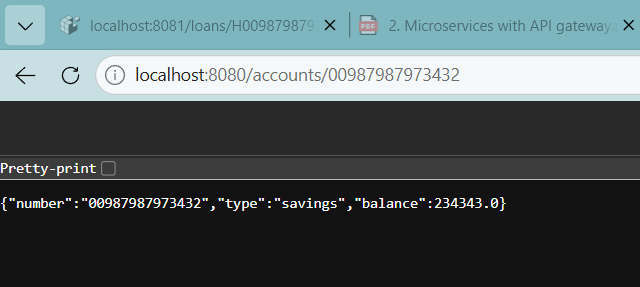 localhost:8081/loans/H00987987
2. Microservices with API gateway.
localhost:8080/accounts/00987987973432
Pretty-print
{"number":"00987987973432","type":"savings","balance":234343.0}